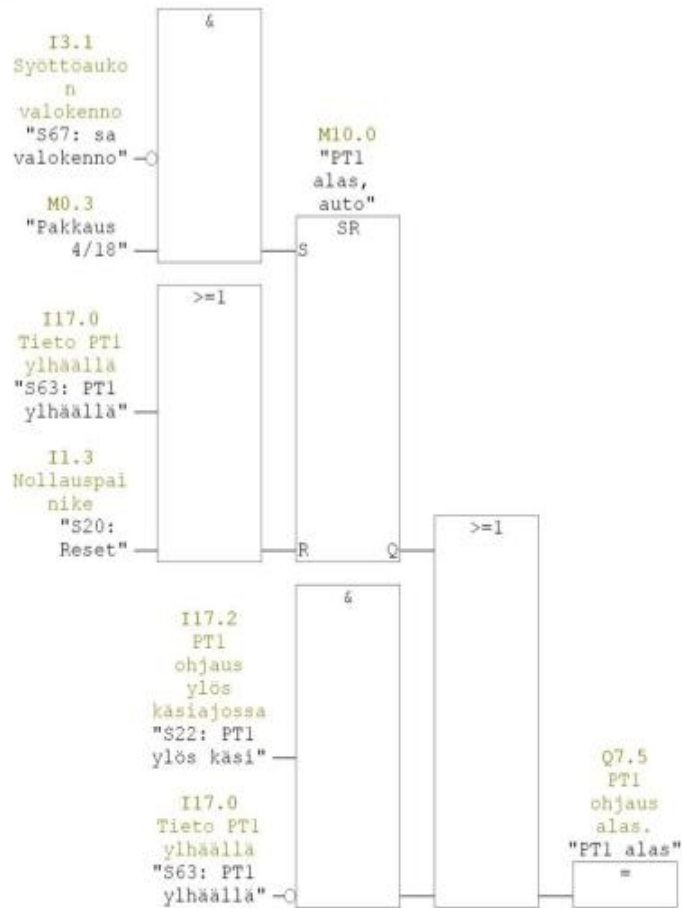 &
I3.1
Syöttöauko
n
valokenno
"S67: sa
valokenno"
M0.3
"Pakkaus
4/18"
M10.0
"PT1
alas,
auto"
SR
S
>=1
I17.0
Tieto PT1
ylhäällä
"S63: PT1
ylhäällä"
I1.3
Nollauspai
nike
"S20:
Reset"
R
Q
>=1
&
I17.2
PT1
ohjaus
ylös
käsiajossa
"S22: PT1
ylös käsi"
I17.0
Tieto PT1
ylhäällä
"S63: PT1
ylhäällä"
Q7.5
PT1
ohjaus
alas.
"PT1 alas"
=